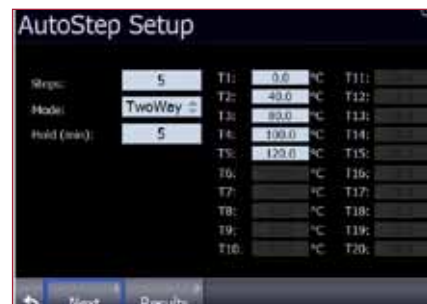 AutoStep Setup
Steps: 5 T1: 0.0 °C T11:
Mode: TwoWay T2: 40.0 °C T12:
T3: 80.0 °C T13:
Hold (min): 5 T4: 100.0 °C T14:
T5: 120.0 °C T15:
T6: °C T16:
T7: °C T17:
T8: °C T18:
T9: °C T19:
T10: °C T20:
Next Results